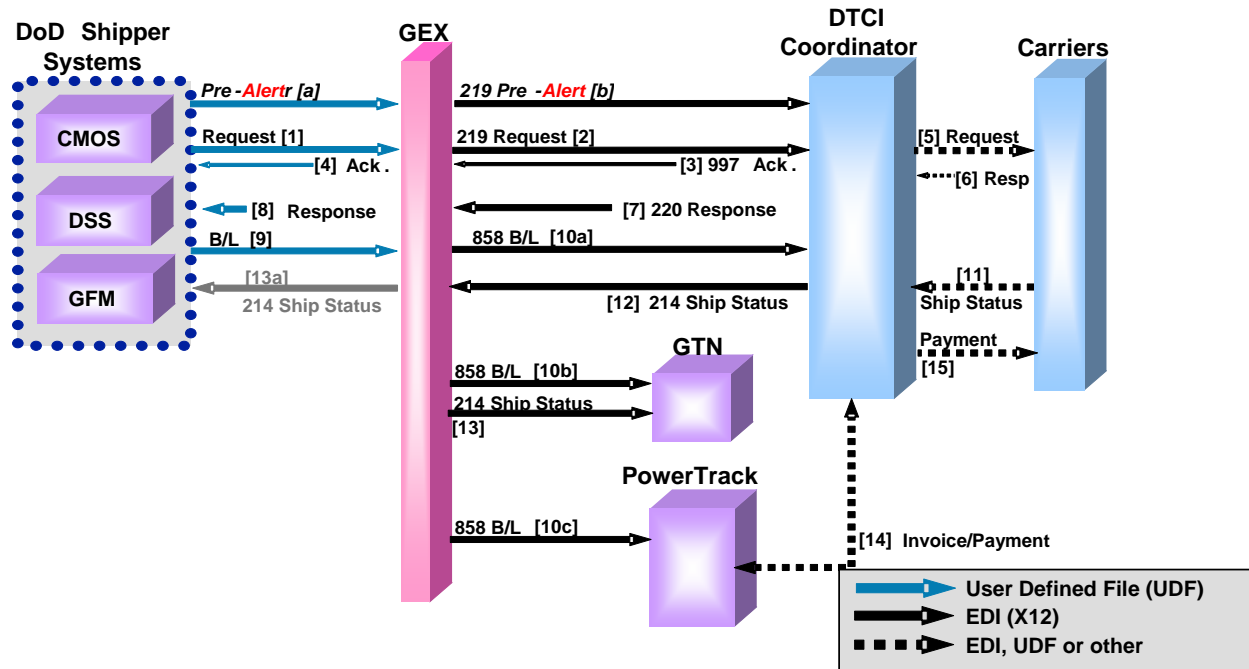 DTCI
Coordinator
GEX
DoD Shipper
Systems
Carriers
Pre-Alertr [a]
219 Pre-Alert [b]
CMOS
Request [1]
219 Request [2]
[5] Request
[4] Ack.
[3] 997 Ack.
[6] Resp
DSS
[8] Response
[7] 220 Response
B/L [9]
858 B/L [10a]
[13a]
[11]
GFM
214 Ship Status
[12] 214 Ship Status
Ship Status
Payment
[15]
GTN
858 B/L [10b]
214 Ship Status
[13]
PowerTrack
858 B/L [10c]
[14] Invoice/Payment
User Defined File (UDF)
EDI (X12)
EDI, UDF or other